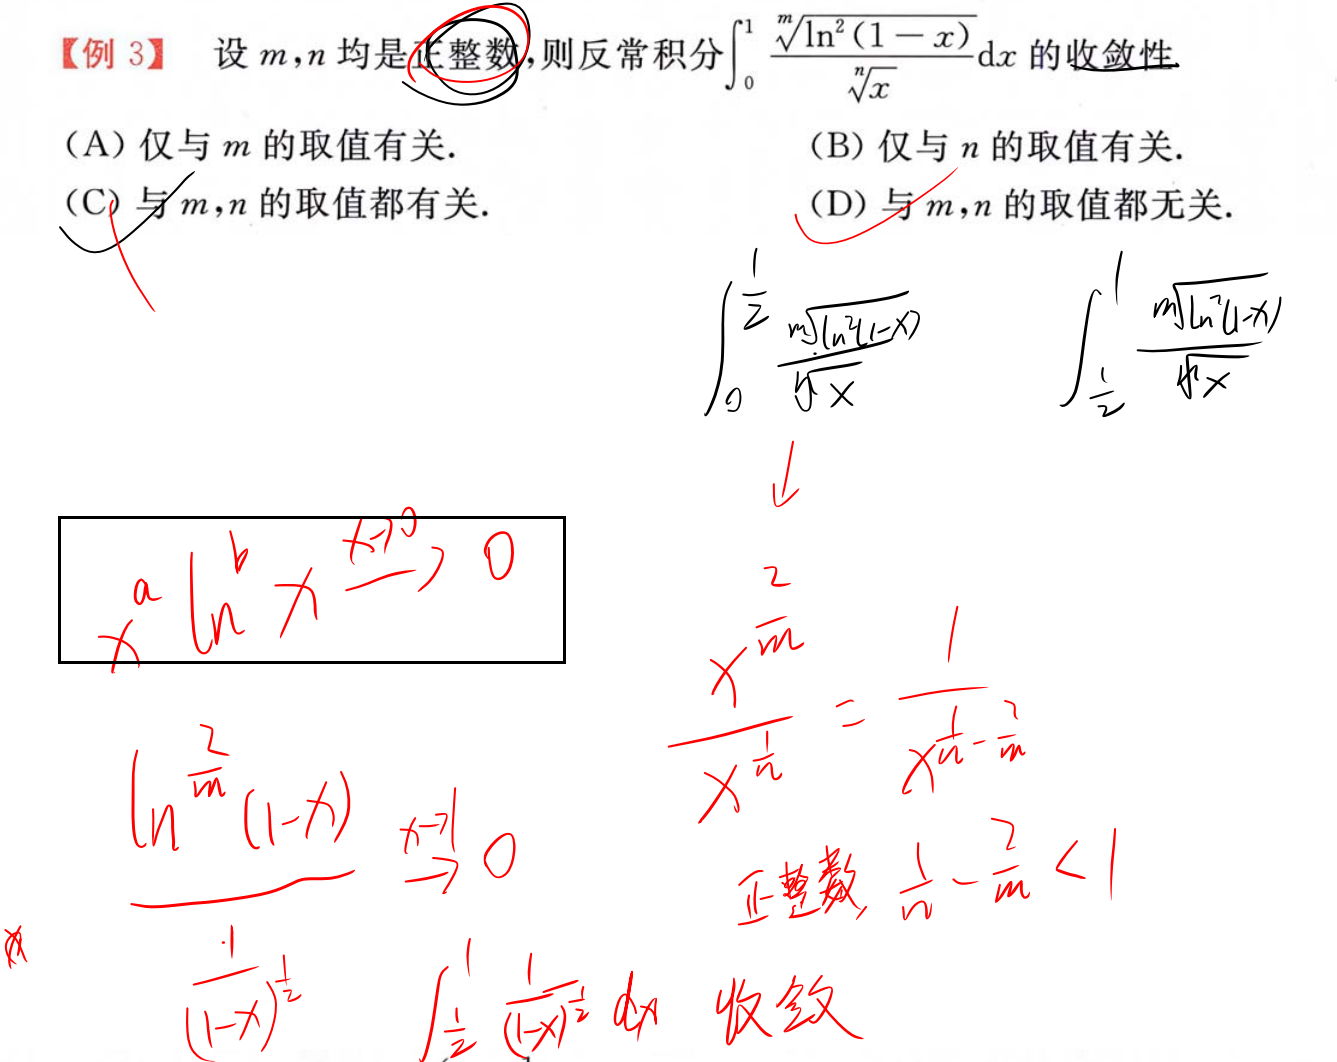 【例 3】 设 m,n 均是正整数,则反常积分∫₀¹ \frac{\sqrt[m]{\ln^2(1-x)}}{\sqrt[n]{x}}dx 的收敛性
(A) 仅与 m 的取值有关.
(B) 仅与 n 的取值有关.
(C) 与 m,n 的取值都有关.
(D) 与 m,n 的取值都无关.
\int_0^{\frac{1}{2}} \frac{\sqrt[m]{\ln^2(1-x)}}{\sqrt[n]{x}}
\int_{\frac{1}{2}}^1 \frac{\sqrt[m]{\ln^2(1-x)}}{\sqrt[n]{x}}
x^a \ln^b x \xrightarrow{x→0} 0
\frac{x^{\frac{2}{m}}}{x^{\frac{1}{n}}} = \frac{1}{x^{\frac{1}{n}-\frac{2}{m}}}
\frac{\ln^{\frac{2}{m}}(1-x)}{\frac{1}{(1-x)^{\frac{1}{2}}}} \xrightarrow{x→1} 0
正整数, \frac{1}{n}-\frac{2}{m}<1
\int_{\frac{1}{2}}^1 \frac{1}{(1-x)^{\frac{1}{2}}} dx 收敛